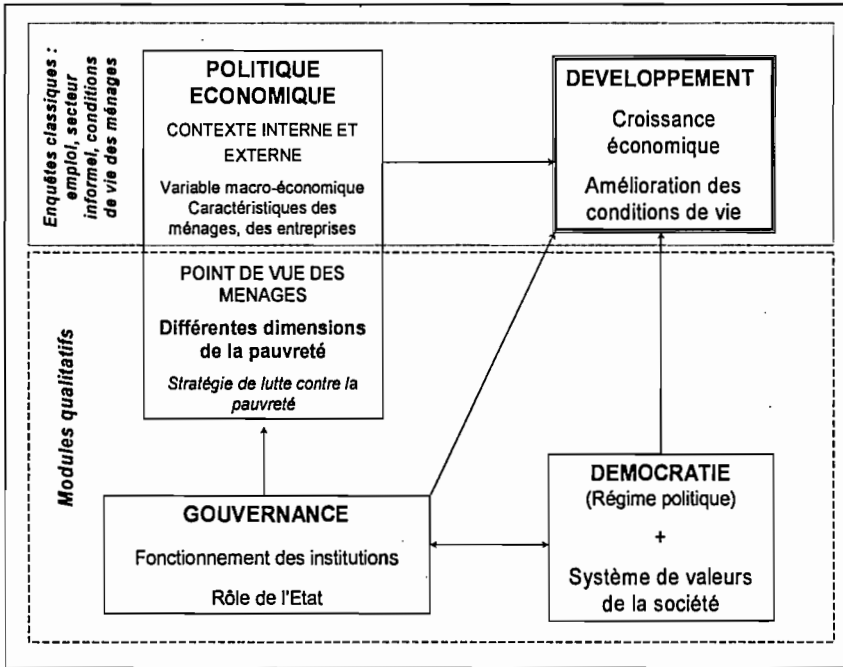 Enquêtes classiques :
emploi, secteur
informel, conditions
de vie des ménages
POLITIQUE
ECONOMIQUE
CONTEXTE INTERNE ET
EXTERNE
Variable macro-économique
Caractéristiques des
ménages, des entreprises
DEVELOPPEMENT
Croissance
économique
Amélioration des
conditions de vie
Modules qualitatifs
POINT DE VUE DES
MENAGES
Différentes dimensions
de la pauvreté
Stratégie de lutte contre la
pauvreté
GOUVERNANCE
Fonctionnement des institutions
Rôle de l'Etat
DEMOCRATIE
(Régime politique)
+
Système de valeurs
de la société